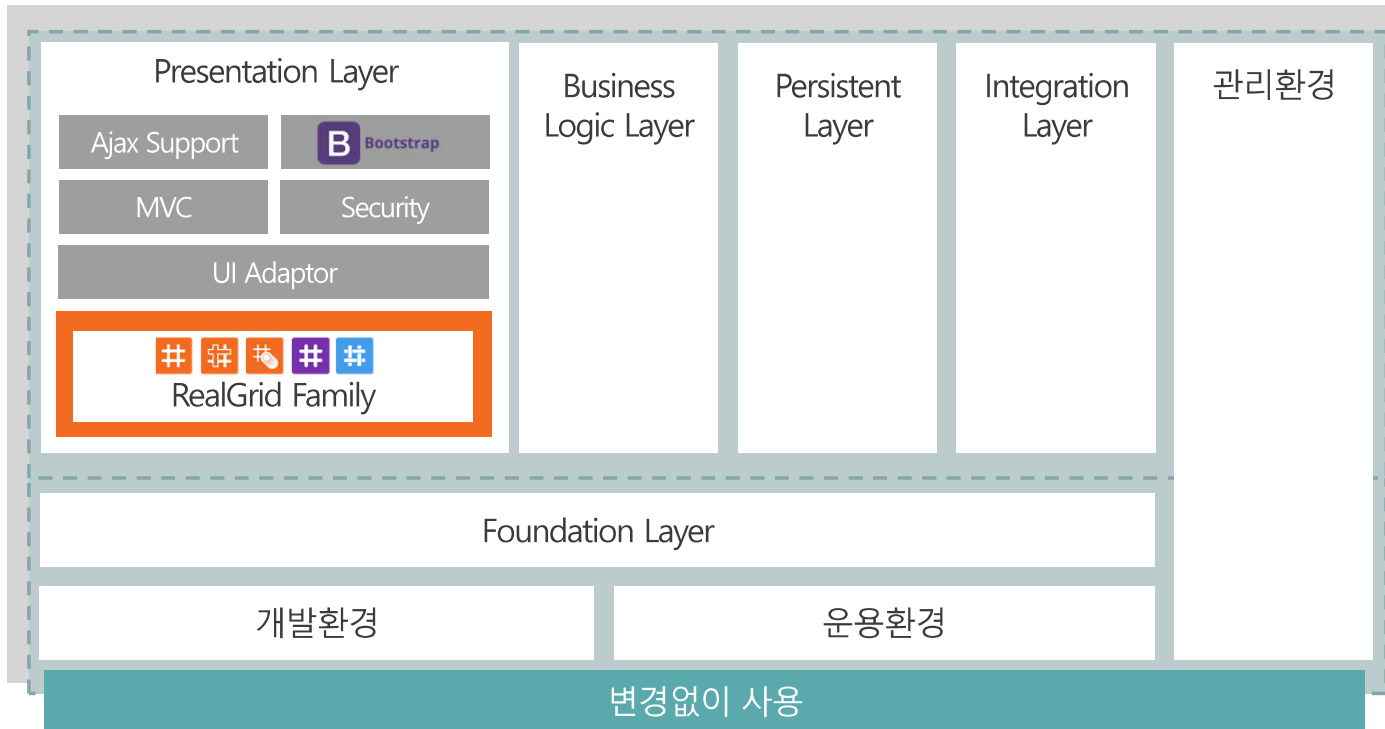 Presentation Layer
Ajax Support
B Bootstrap
MVC
Security
UI Adaptor
RealGrid Family
Business
Logic Layer
Persistent
Layer
Integration
Layer
관리환경
Foundation Layer
개발환경
운용환경
변경없이 사용